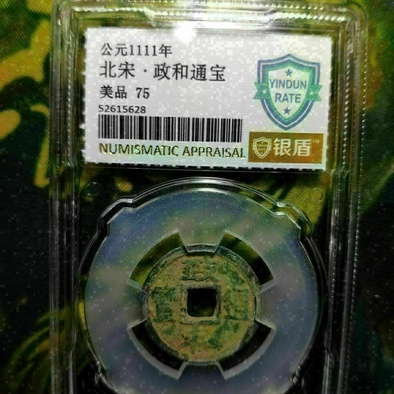 公元1111年
北宋·政和通宝
美品 75
52615628
YINDUN
RATE
NUMISMATIC APPRAISAL
银盾